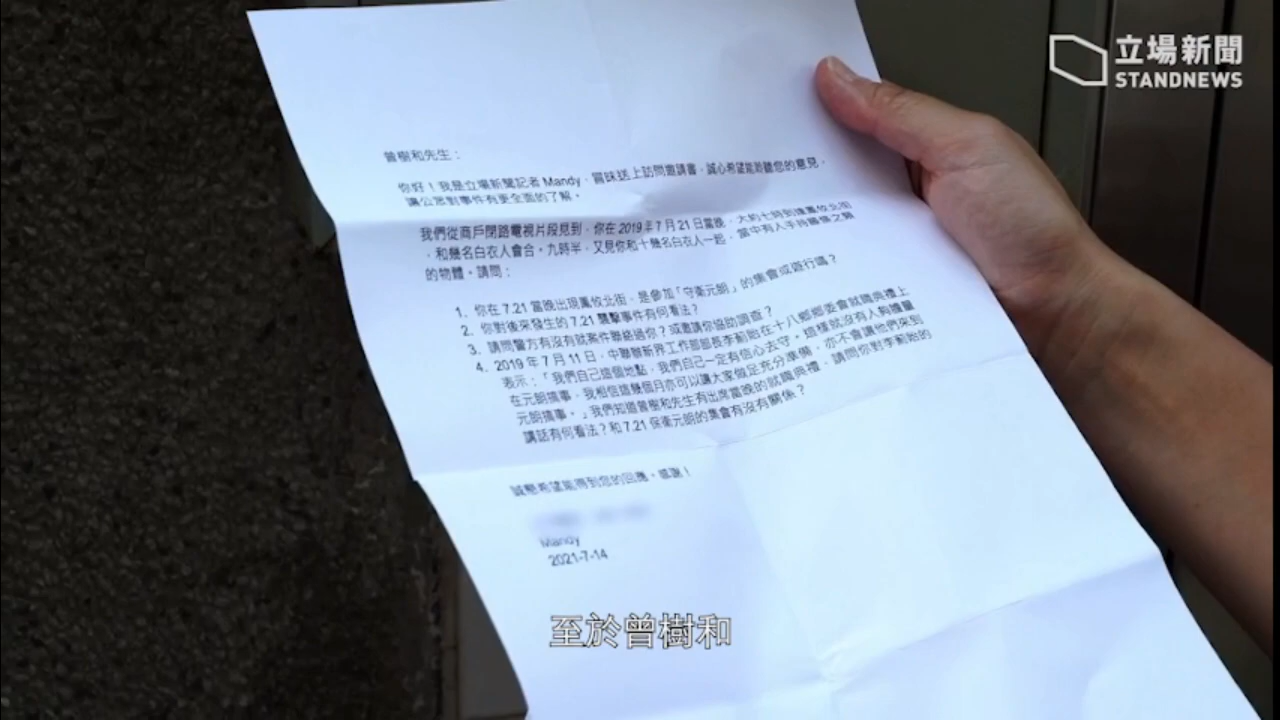 立場新聞
STANDNEWS
曾樹和先生：
你好！我是立場新聞記者 Mandy，冒昧送上訪問邀請書，誠心希望能聆聽您的意見，
讓公眾對事件有更全面的了解。
我們從商戶閉路電視片段見到，你在 2019 年 7 月 21 日當晚，大約七時到達鳳攸北街
，和幾名白衣人會合。九時半，又見你和十幾名白衣人一起，當中有人手持藤條之類
的物體。請問：
1. 你在 7.21 當晚出現鳳攸北街，是參加「守衛元朗」的集會或遊行嗎？
2. 你對後來發生的 7.21 襲擊事件有何看法？
3. 請問警方有沒有就案件聯絡過你？或邀請你協助調查？
4. 2019 年 7 月 11 日，中聯辦新界工作部部長李薊貽在十八鄉鄉委會就職典禮上
表示：「我們自己這個地點，我們自己一定有信心去守。這樣就沒有人夠膽量
在元朗搞事，我相信這幾個月亦可以讓大家做足充分準備，亦不會讓他們來到
元朗搞事。」我們知道曾樹和先生有出席當晚的就職典禮，請問你對李薊貽的
講話有何看法？和 7.21 保衛元朗的集會有沒有關係？
誠懇希望能得到您的回應。感謝！
Mandy
2021-7-14
至於曾樹和